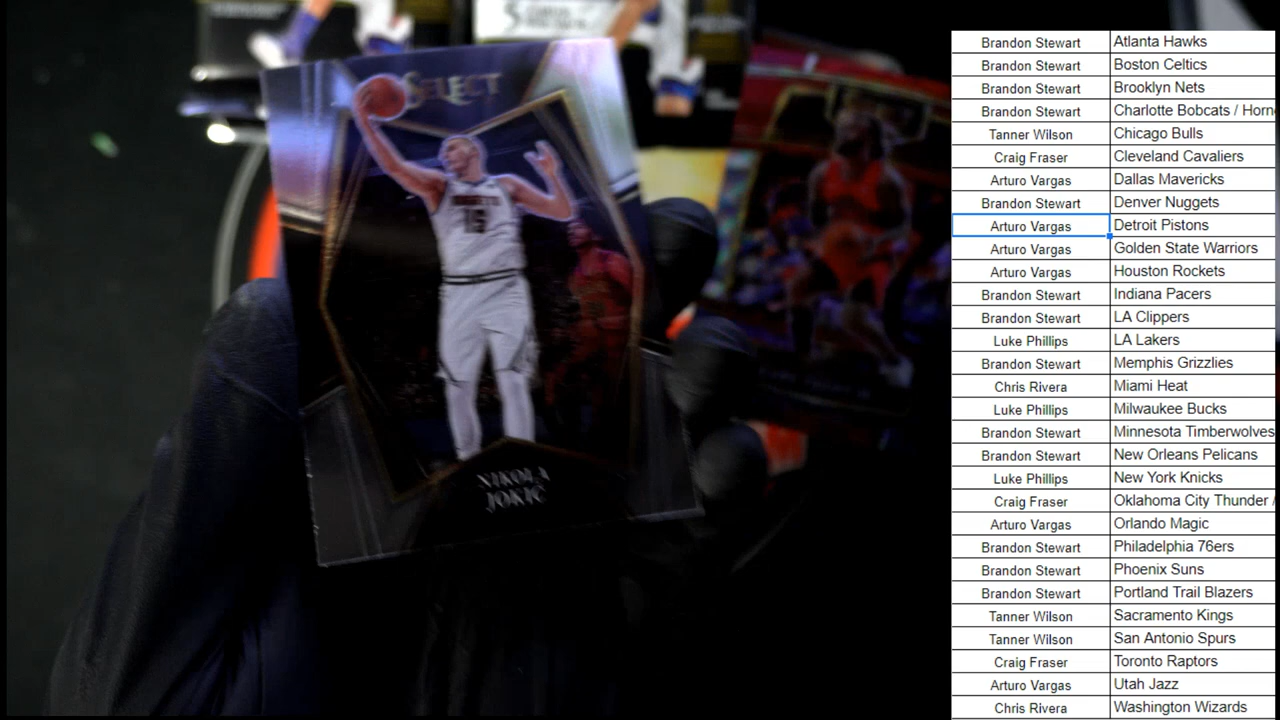 SELECT
15
NIKOLA
JOKIĆ
5
Brandon Stewart Atlanta Hawks
Brandon Stewart Boston Celtics
Brandon Stewart Brooklyn Nets
Brandon Stewart Charlotte Bobcats / Horn
Tanner Wilson Chicago Bulls
Craig Fraser Cleveland Cavaliers
Arturo Vargas Dallas Mavericks
Brandon Stewart Denver Nuggets
Arturo Vargas Detroit Pistons
Arturo Vargas Golden State Warriors
Arturo Vargas Houston Rockets
Brandon Stewart Indiana Pacers
Brandon Stewart LA Clippers
Luke Phillips LA Lakers
Brandon Stewart Memphis Grizzlies
Chris Rivera Miami Heat
Luke Phillips Milwaukee Bucks
Brandon Stewart Minnesota Timberwolves
Brandon Stewart New Orleans Pelicans
Luke Phillips New York Knicks
Craig Fraser Oklahoma City Thunder /
Arturo Vargas Orlando Magic
Brandon Stewart Philadelphia 76ers
Brandon Stewart Phoenix Suns
Brandon Stewart Portland Trail Blazers
Tanner Wilson Sacramento Kings
Tanner Wilson San Antonio Spurs
Craig Fraser Toronto Raptors
Arturo Vargas Utah Jazz
Chris Rivera Washington Wizards